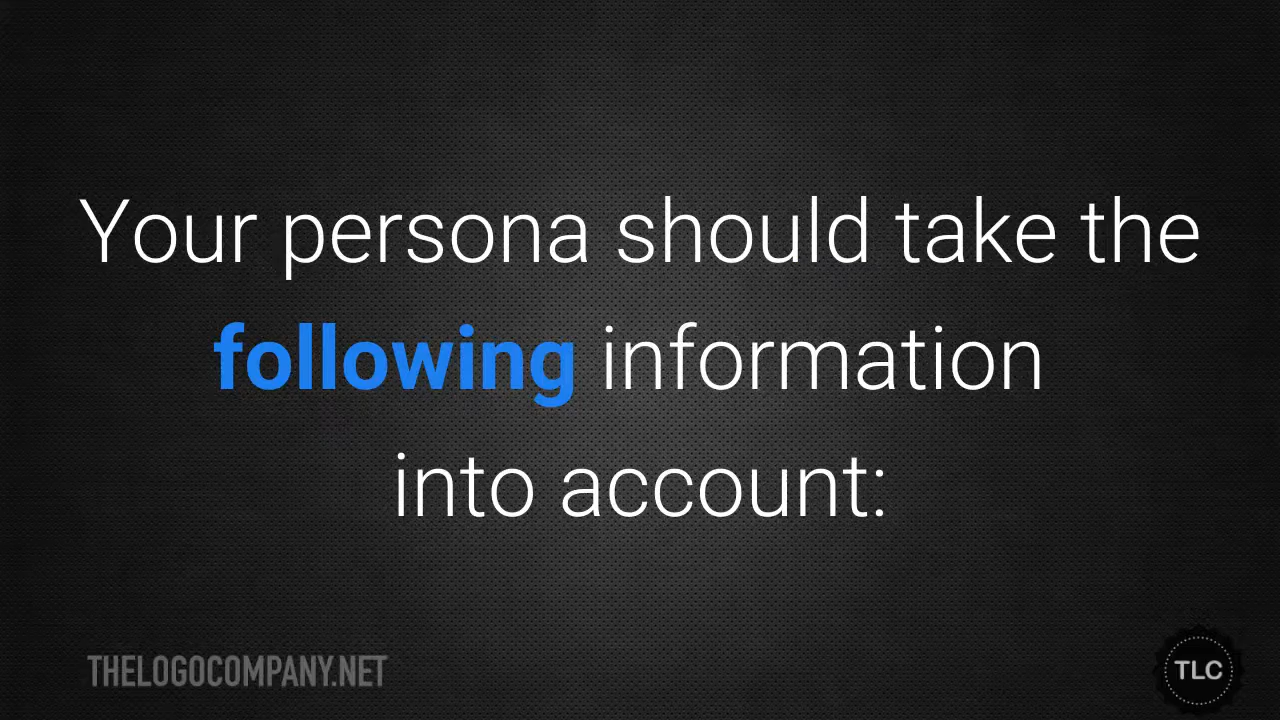 Your persona should take the
following information
into account:
THELOGOCOMPANY.NET
TLC